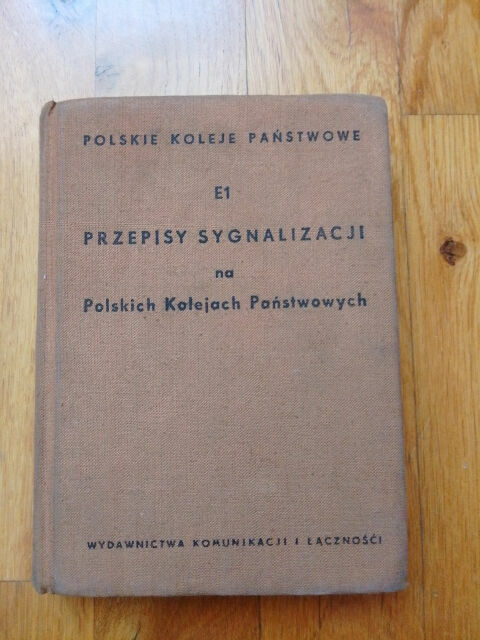 POLSKIE KOLEJE PAŃSTWOWE
E1
PRZEPISY SYGNALIZACJI
na
Polskich Kolejach Państwowych
WYDAWNICTWA KOMUNIKACJI I ŁĄCZNOŚCI